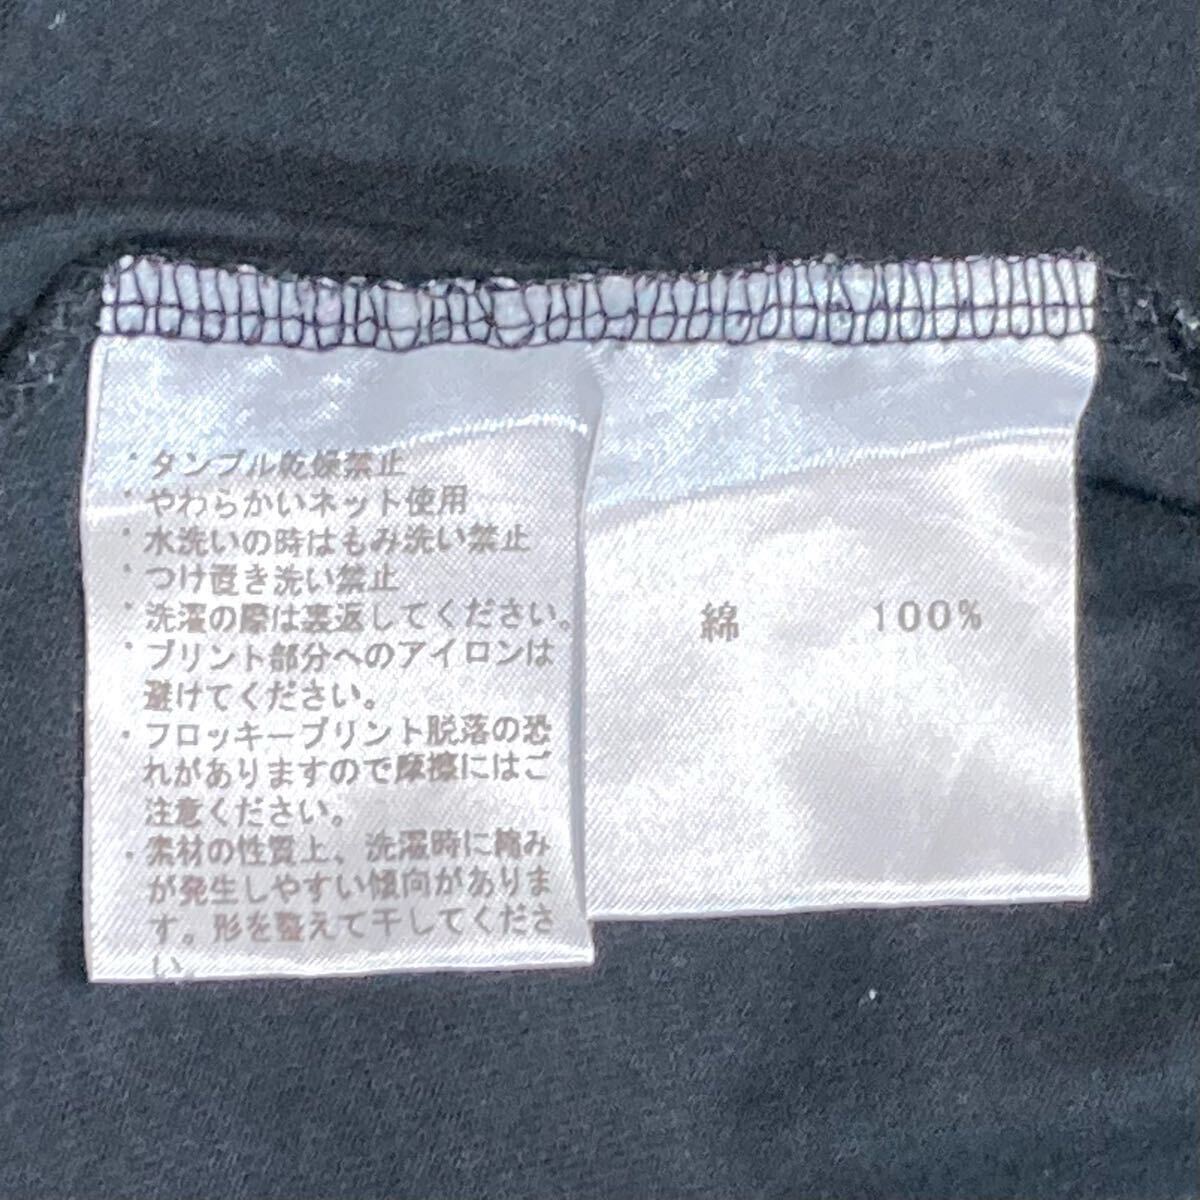 ・タンブル乾燥禁止
・やわらかいネット使用
・水洗いの時はもみ洗い禁止
・つけ置き洗い禁止
・洗濯の際は裏返してください。
・プリント部分へのアイロンは
避けてください。
・フロッキープリント脱落の恐
れがありますので摩擦にはご
注意ください。
・素材の性質上、洗濯時に縮み
が発生しやすい傾向がありま
す。形を整えて干してくださ
い。
綿 100%